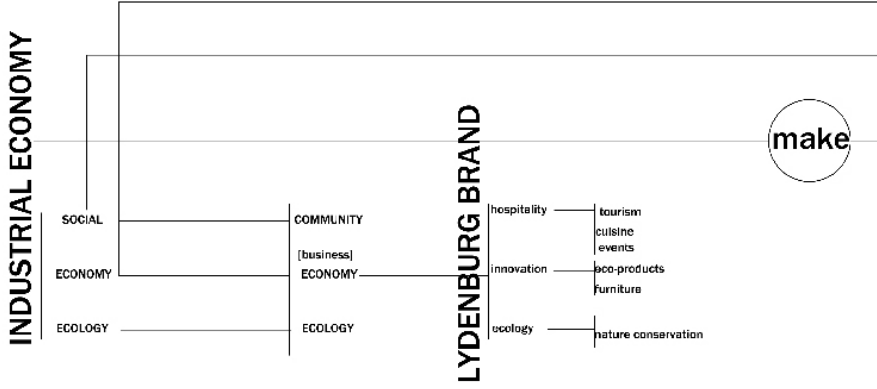 INDUSTRIAL ECONOMY
SOCIAL
ECONOMY
ECOLOGY
COMMUNITY
[business]
ECONOMY
ECOLOGY
LYDENBURG BRAND
hospitality
innovation
ecology
tourism
cuisine
events
eco-products
furniture
nature conservation
make